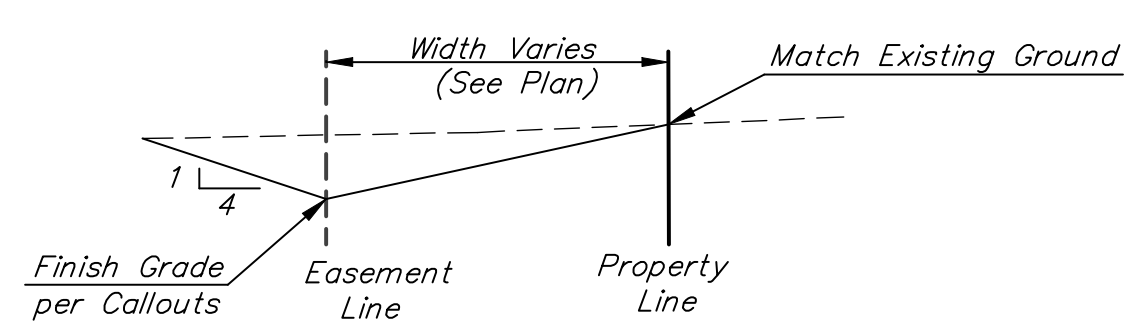 Width Varies
(See Plan)
Match Existing Ground
1
4
Finish Grade
per Callouts
Easement
Line
Property
Line